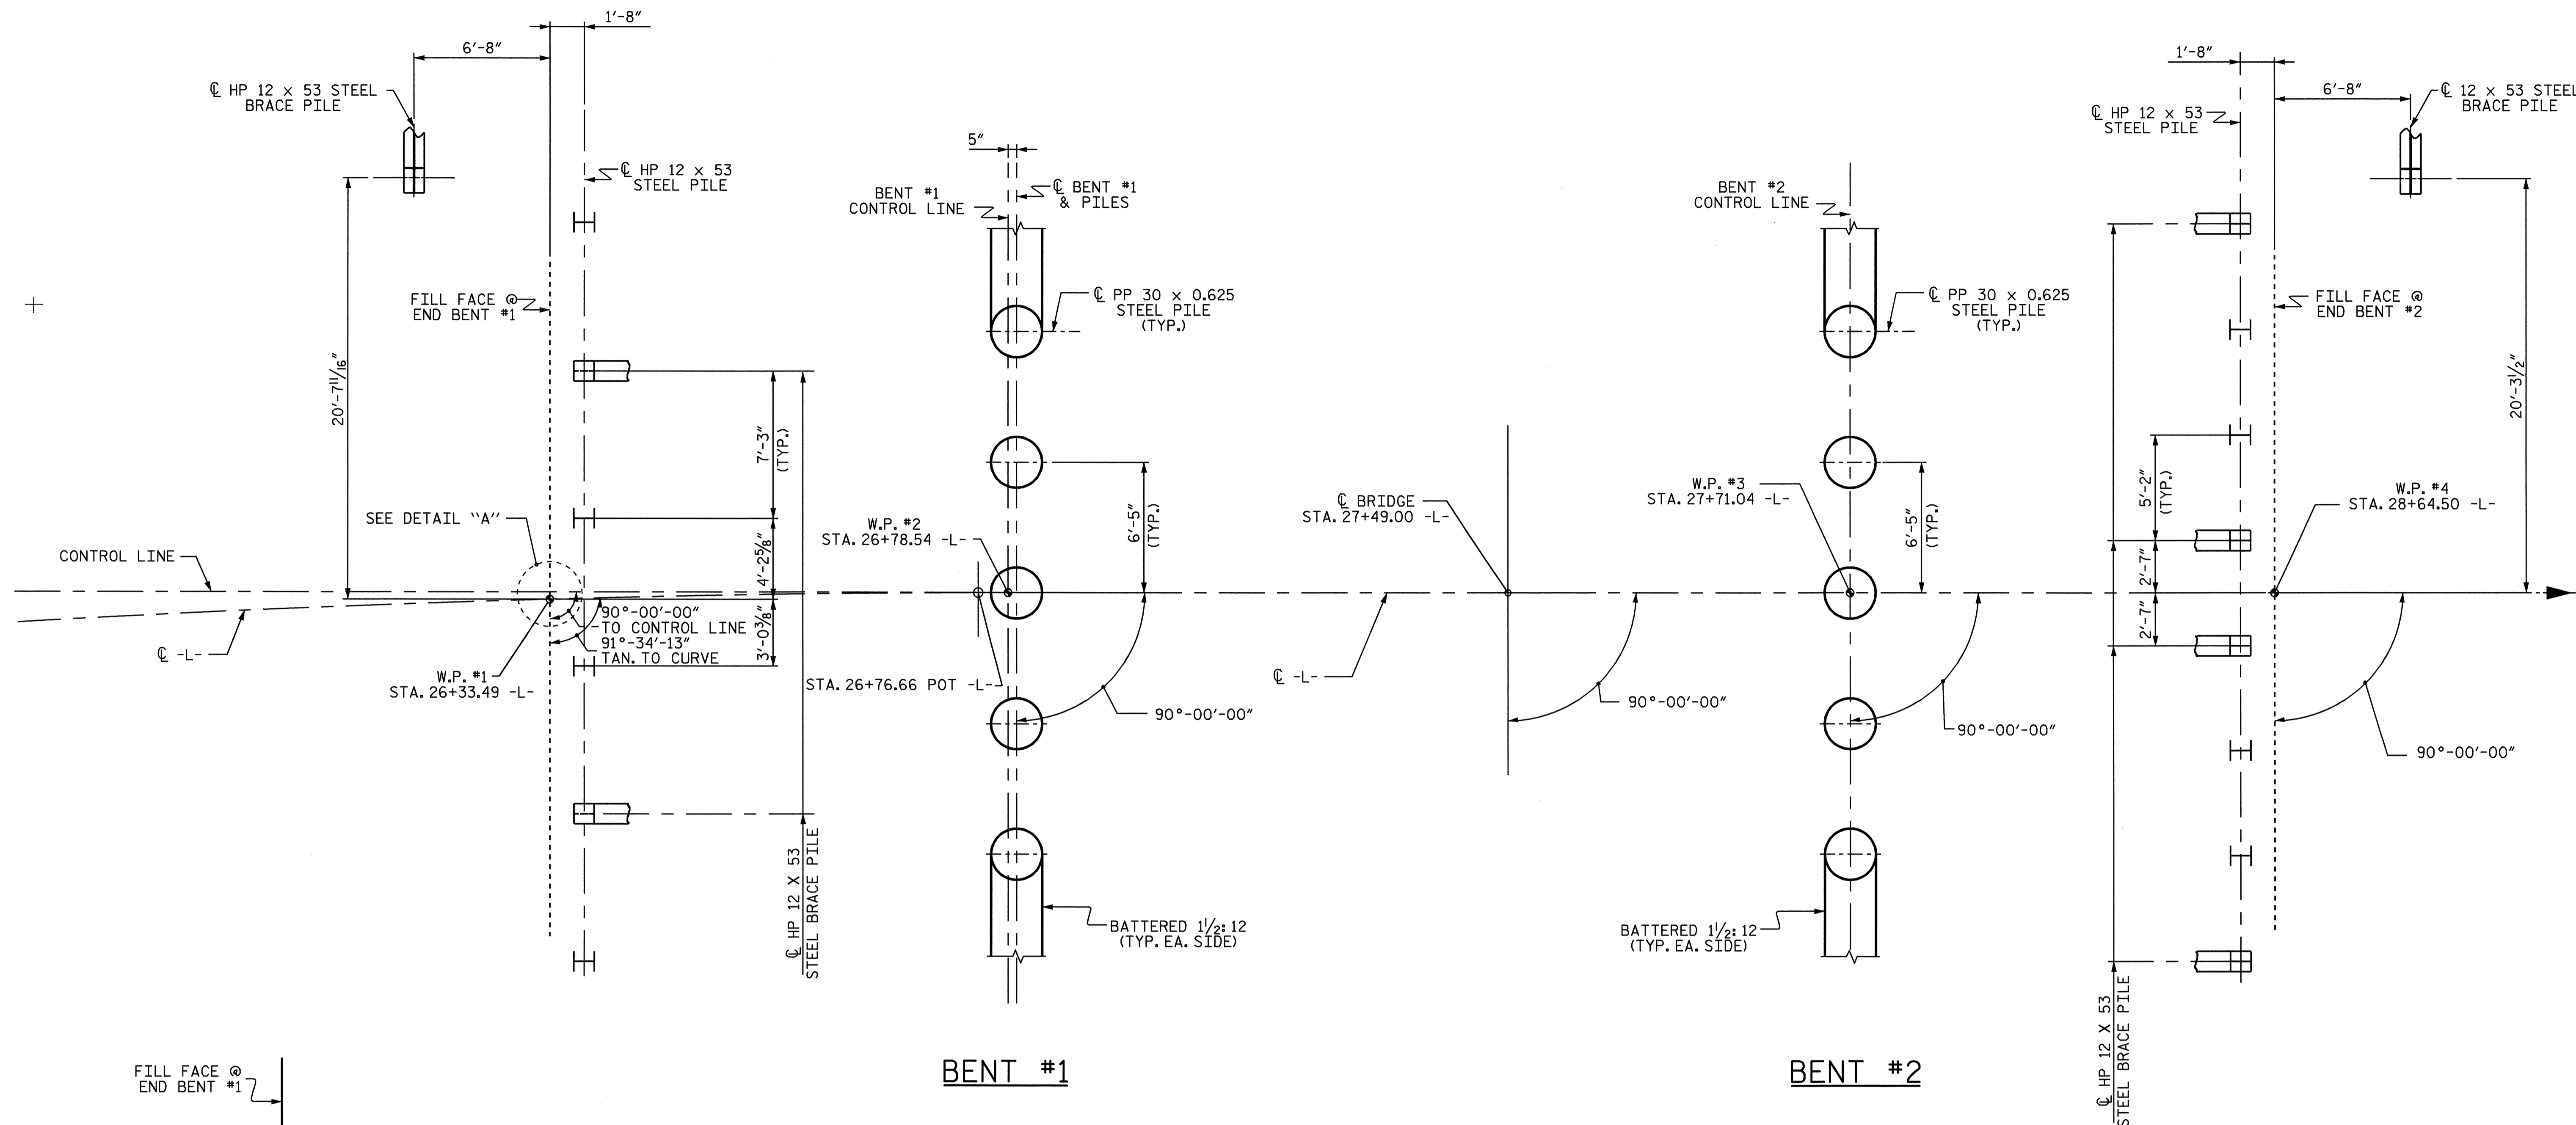 1'-8"
6'-8"
℄ HP 12 x 53 STEEL
BRACE PILE
℄ HP 12 x 53
STEEL PILE
FILL FACE @
END BENT #1
20'-7 11/16"
SEE DETAIL "A"
CONTROL LINE
℄ -L-
W.P. #1
STA. 26+33.49 -L-
90°-00'-00"
TO CONTROL LINE
91°-34'-13"
TAN. TO CURVE
7'-3"
(TYP.)
4'-2 5/8"
3'-0 3/8"
℄ HP 12 X 53
STEEL BRACE PILE
FILL FACE @
END BENT #1
5"
BENT #1
CONTROL LINE
℄ BENT #1
& PILES
℄ PP 30 x 0.625
STEEL PILE
(TYP.)
W.P. #2
STA. 26+78.54 -L-
6'-5"
(TYP.)
STA. 26+76.66 POT -L-
90°-00'-00"
BATTERED 1 1/2: 12
(TYP. EA. SIDE)
BENT #1
℄ BRIDGE
STA. 27+49.00 -L-
℄ -L-
90°-00'-00"
BENT #2
CONTROL LINE
℄ PP 30 x 0.625
STEEL PILE
(TYP.)
W.P. #3
STA. 27+71.04 -L-
6'-5"
(TYP.)
90°-00'-00"
BATTERED 1 1/2: 12
(TYP. EA. SIDE)
BENT #2
1'-8"
6'-8"
℄ HP 12 x 53
STEEL PILE
℄ 12 x 53 STEEL
BRACE PILE
FILL FACE @
END BENT #2
20'-3 1/2"
5'-2"
(TYP.)
2'-7"
2'-7"
W.P. #4
STA. 28+64.50 -L-
90°-00'-00"
℄ HP 12 X 53
STEEL BRACE PILE